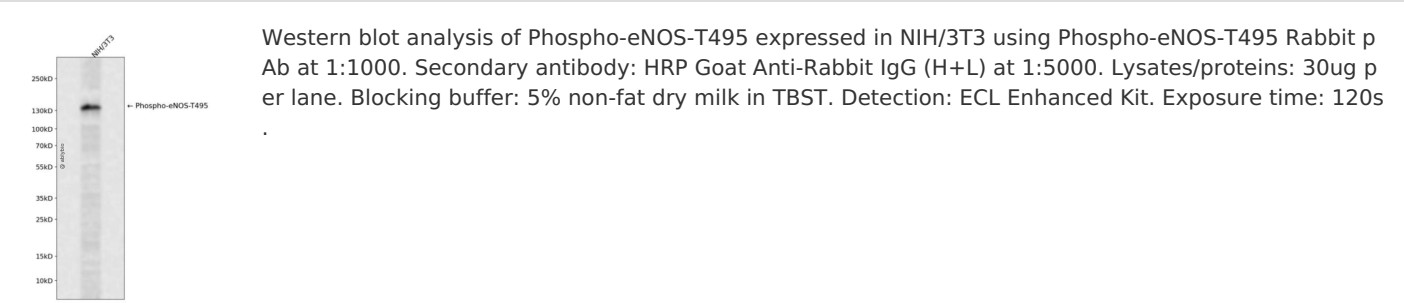 NIH/3T3
250kD
130kD
100kD
70kD
55kD
35kD
25kD
15kD
10kD
← Phospho-eNOS-T495
Western blot analysis of Phospho-eNOS-T495 expressed in NIH/3T3 using Phospho-eNOS-T495 Rabbit p
Ab at 1:1000. Secondary antibody: HRP Goat Anti-Rabbit IgG (H+L) at 1:5000. Lysates/proteins: 30ug p
er lane. Blocking buffer: 5% non-fat dry milk in TBST. Detection: ECL Enhanced Kit. Exposure time: 120s
.